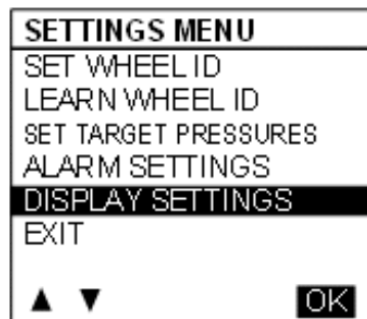 SETTINGS MENU
SET WHEEL ID
LEARN WHEEL ID
SET TARGET PRESSURES
ALARM SETTINGS
DISPLAY SETTINGS
EXIT
▲ ▼ OK